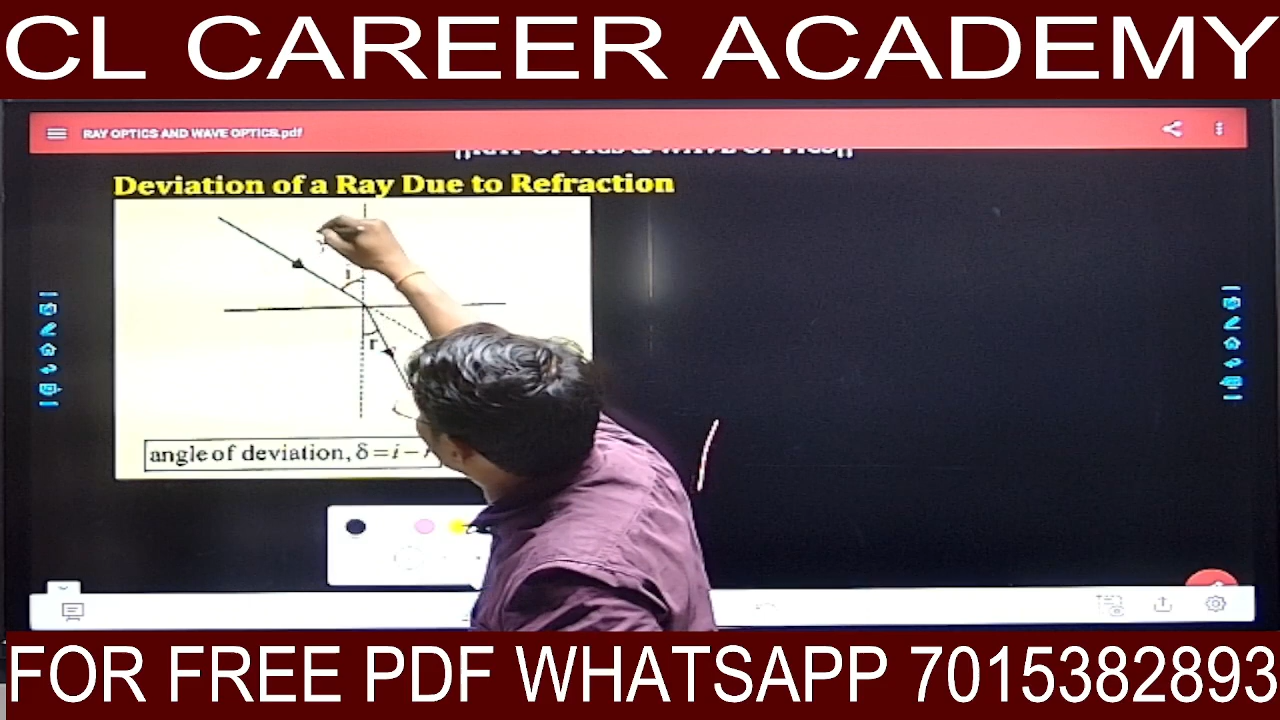 CL CAREER ACADEMY
RAY OPTICS AND WAVE OPTICS.pdf
Deviation of a Ray Due to Refraction
i
r
angle of deviation, δ = i –
FOR FREE PDF WHATSAPP 7015382893